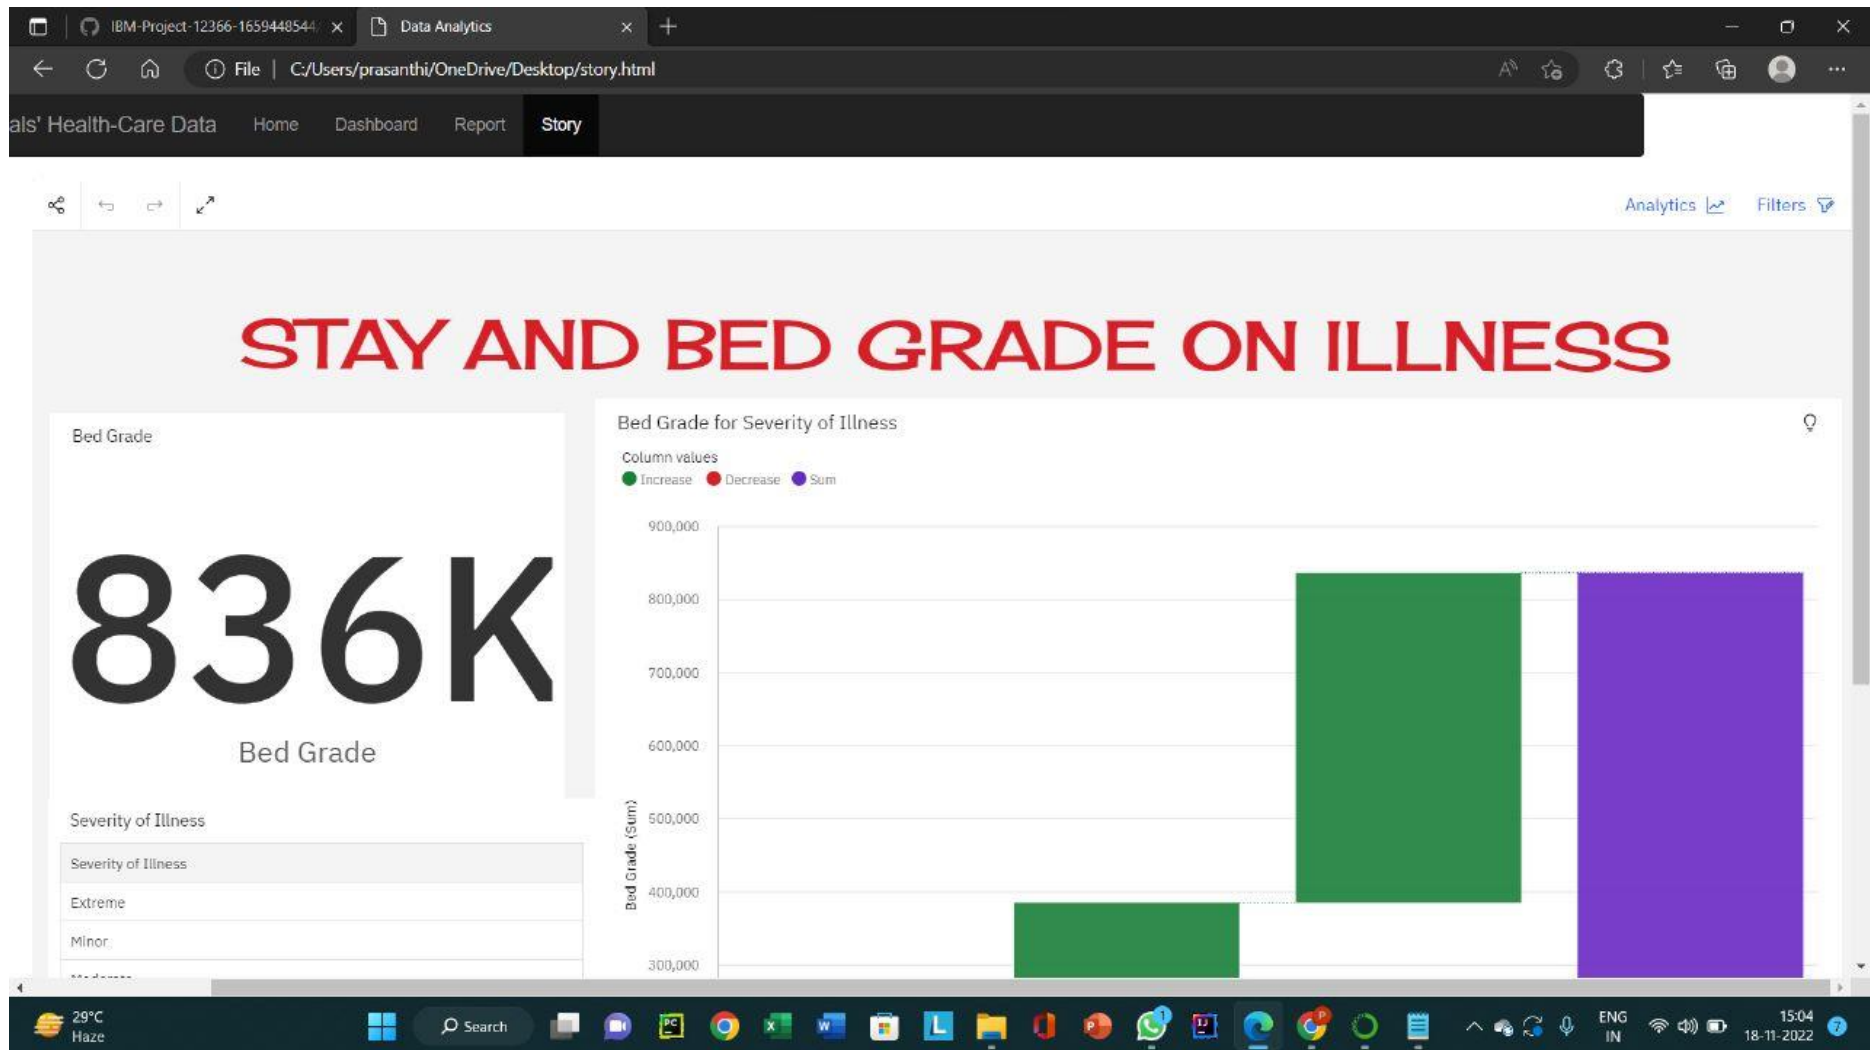 IBM-Project-12366-1659448544
Data Analytics
File
C:/Users/prasanthi/OneDrive/Desktop/story.html
als' Health-Care Data
Home
Dashboard
Report
Story
Analytics
Filters
STAY AND BED GRADE ON ILLNESS
Bed Grade
836K
Bed Grade
Severity of Illness
Severity of Illness
Extreme
Minor
Bed Grade for Severity of Illness
Column values
Increase
Decrease
Sum
900,000
800,000
700,000
600,000
500,000
400,000
300,000
Bed Grade (Sum)
29°C
Haze
Search
ENG
IN
15:04
18-11-2022